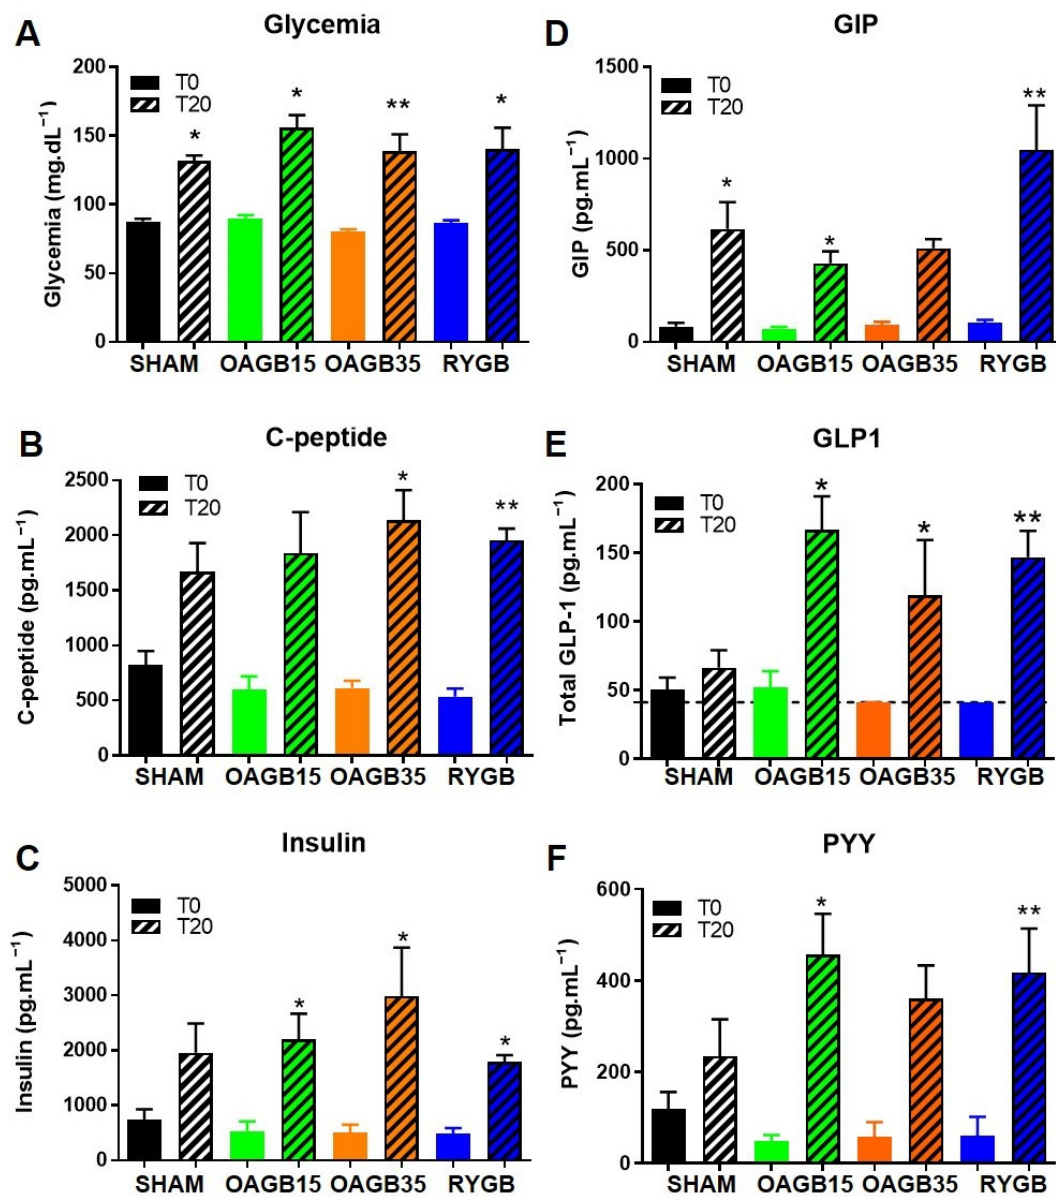 A
Glycemia
Glycemia (mg.dL⁻¹)
200
150
100
50
0
T0
T20
*
*
**
*
SHAM OAGB15 OAGB35 RYGB
D
GIP
GIP (pg.mL⁻¹)
1500
1000
500
0
T0
T20
*
*
**
SHAM OAGB15 OAGB35 RYGB
B
C-peptide
C-peptide (pg.mL⁻¹)
2500
2000
1500
1000
500
0
T0
T20
*
**
SHAM OAGB15 OAGB35 RYGB
E
GLP1
Total GLP-1 (pg.mL⁻¹)
200
150
100
50
0
T0
T20
*
*
**
SHAM OAGB15 OAGB35 RYGB
C
Insulin
Insulin (pg.mL⁻¹)
5000
4000
3000
2000
1000
0
T0
T20
*
*
*
SHAM OAGB15 OAGB35 RYGB
F
PYY
PYY (pg.mL⁻¹)
600
400
200
0
T0
T20
*
**
SHAM OAGB15 OAGB35 RYGB